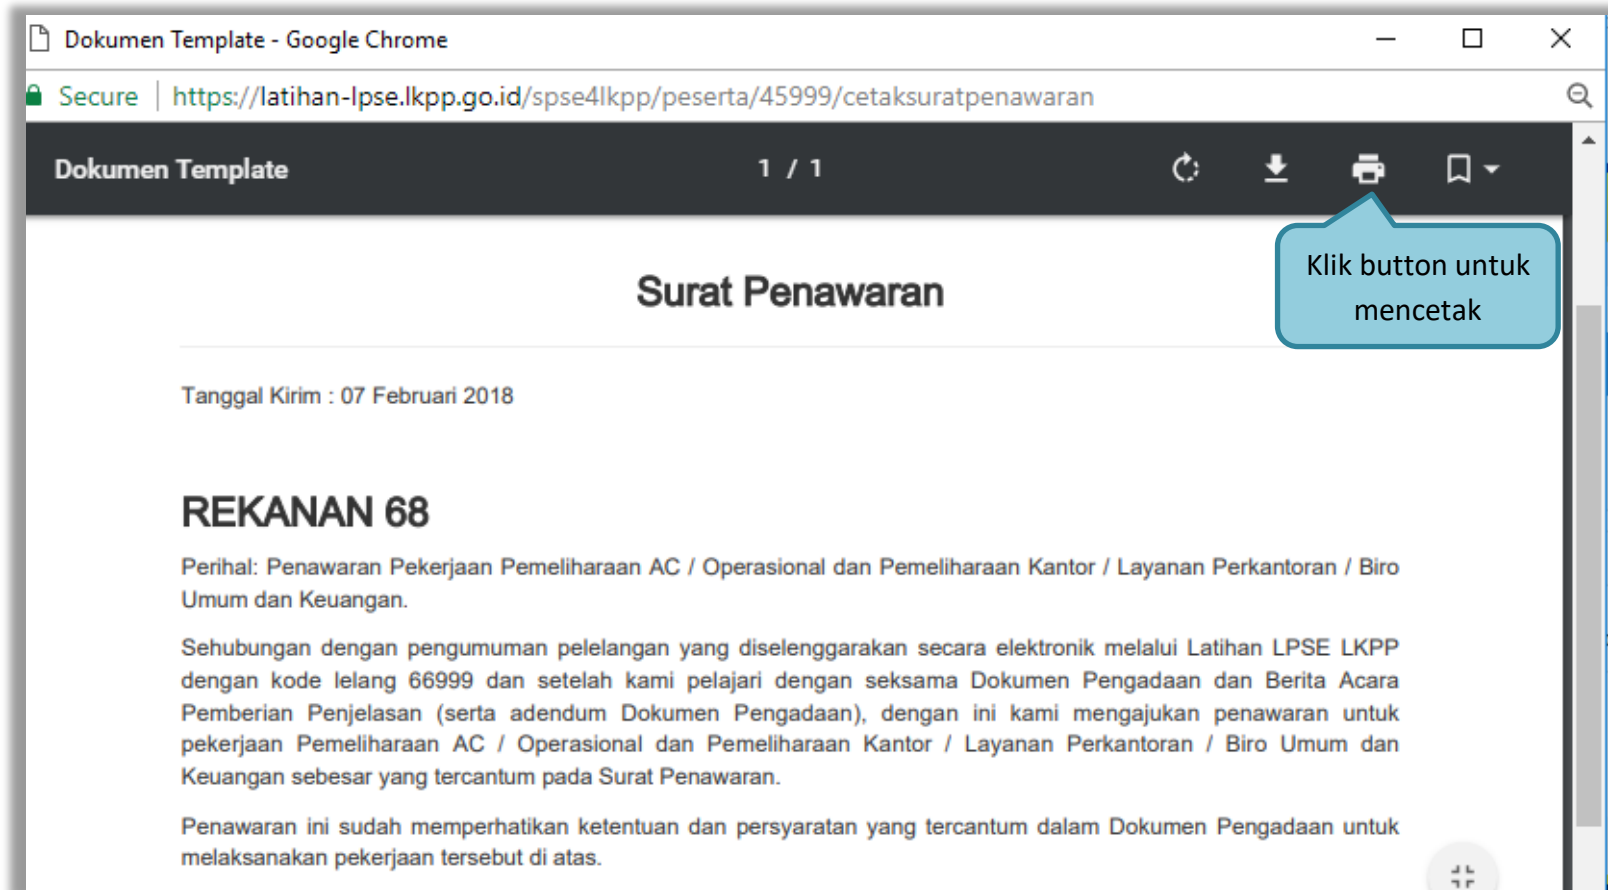 Dokumen Template - Google Chrome
Secure | https://latihan-lpse.lkpp.go.id/spse4lkpp/peserta/45999/cetaksuratpenawaran
Dokumen Template 1 / 1
Klik button untuk
mencetak
Surat Penawaran
Tanggal Kirim : 07 Februari 2018
REKANAN 68
Perihal: Penawaran Pekerjaan Pemeliharaan AC / Operasional dan Pemeliharaan Kantor / Layanan Perkantoran / Biro
Umum dan Keuangan.
Sehubungan dengan pengumuman pelelangan yang diselenggarakan secara elektronik melalui Latihan LPSE LKPP
dengan kode lelang 66999 dan setelah kami pelajari dengan seksama Dokumen Pengadaan dan Berita Acara
Pemberian Penjelasan (serta adendum Dokumen Pengadaan), dengan ini kami mengajukan penawaran untuk
pekerjaan Pemeliharaan AC / Operasional dan Pemeliharaan Kantor / Layanan Perkantoran / Biro Umum dan
Keuangan sebesar yang tercantum pada Surat Penawaran.
Penawaran ini sudah memperhatikan ketentuan dan persyaratan yang tercantum dalam Dokumen Pengadaan untuk
melaksanakan pekerjaan tersebut di atas.